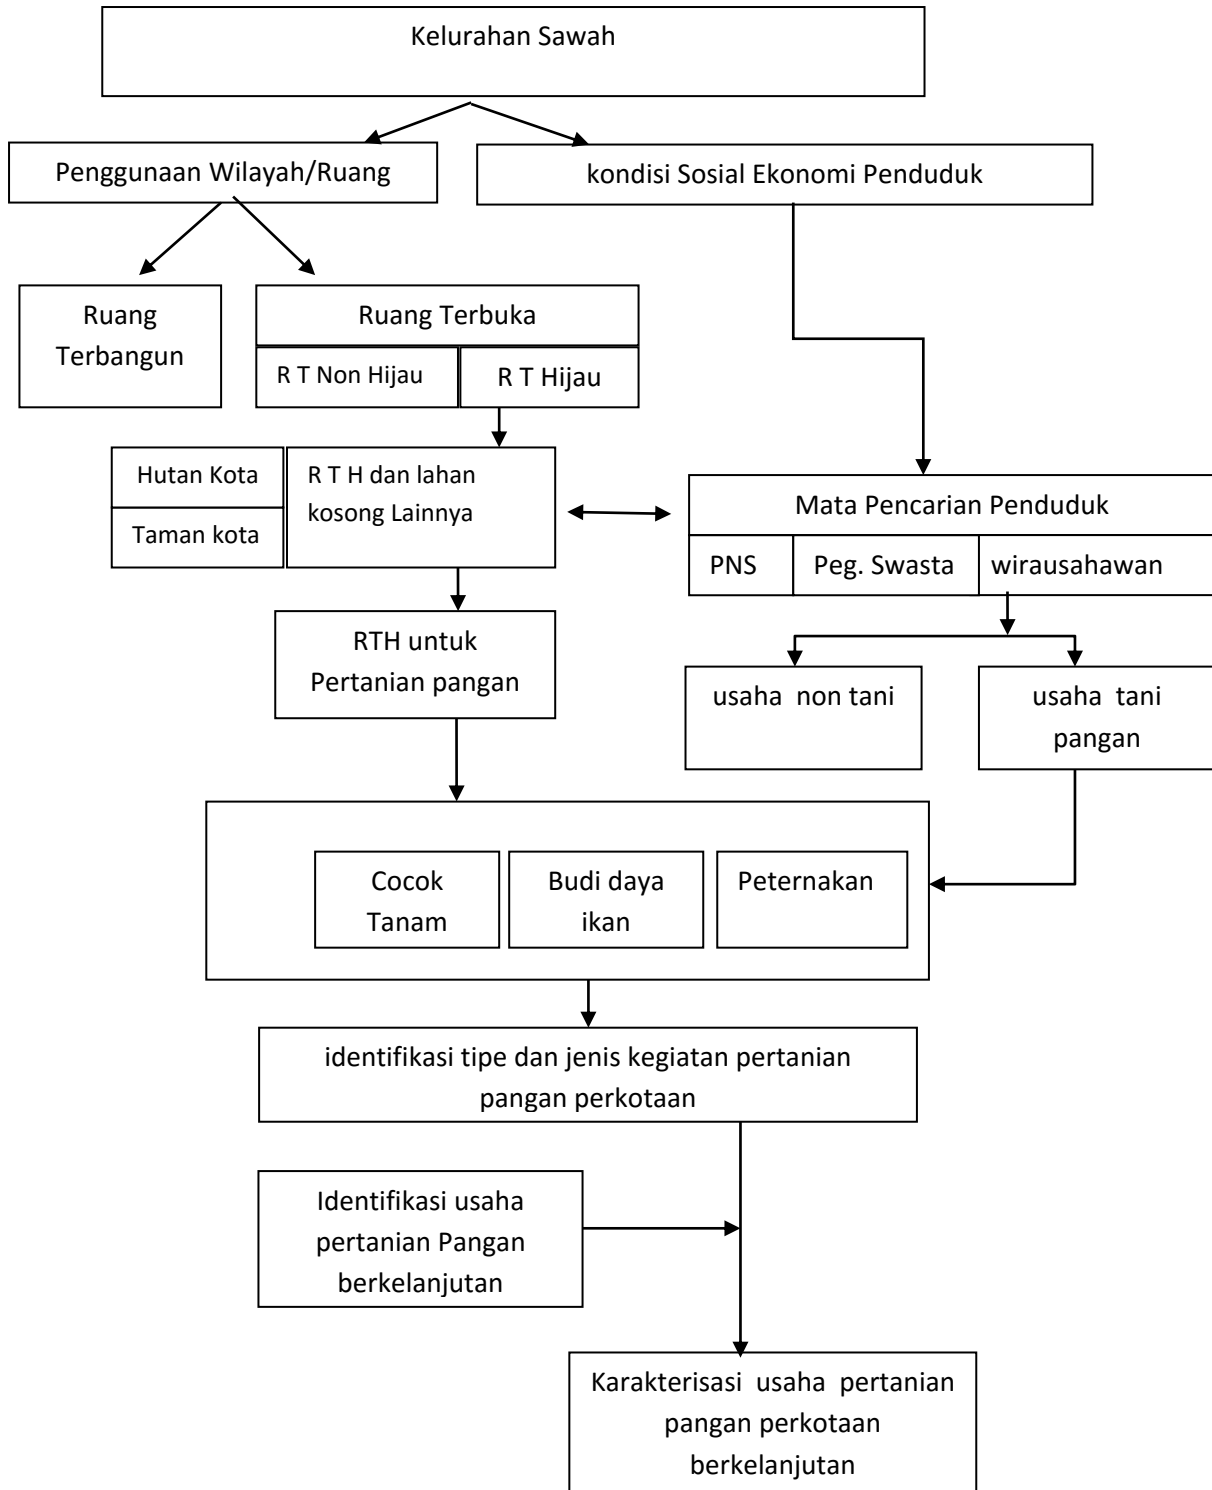 Kelurahan Sawah
Penggunaan Wilayah/Ruang
kondisi Sosial Ekonomi Penduduk
Ruang
Terbangun
Ruang Terbuka
R T Non Hijau
R T Hijau
Hutan Kota
Taman kota
R T H dan lahan
kosong Lainnya
Mata Pencarian Penduduk
PNS
Peg. Swasta
wirausahawan
RTH untuk
Pertanian pangan
usaha non tani
usaha tani
pangan
Cocok
Tanam
Budi daya
ikan
Peternakan
identifikasi tipe dan jenis kegiatan pertanian
pangan perkotaan
Identifikasi usaha
pertanian Pangan
berkelanjutan
Karakterisasi usaha pertanian
pangan perkotaan
berkelanjutan